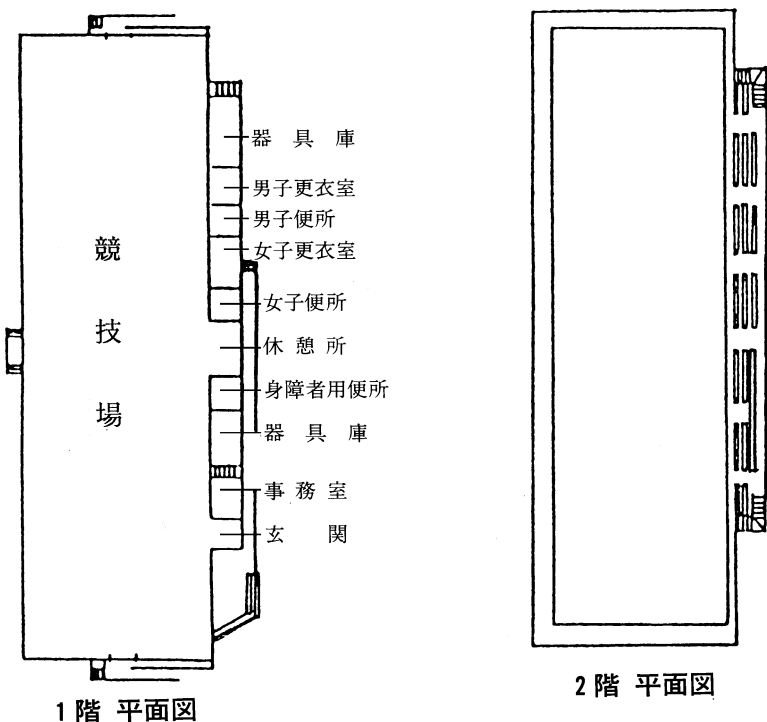 器具庫
男子更衣室
男子便所
女子更衣室
女子便所
休憩所
身障者用便所
器具庫
事務室
玄関
競技場
1階 平面図
2階 平面図